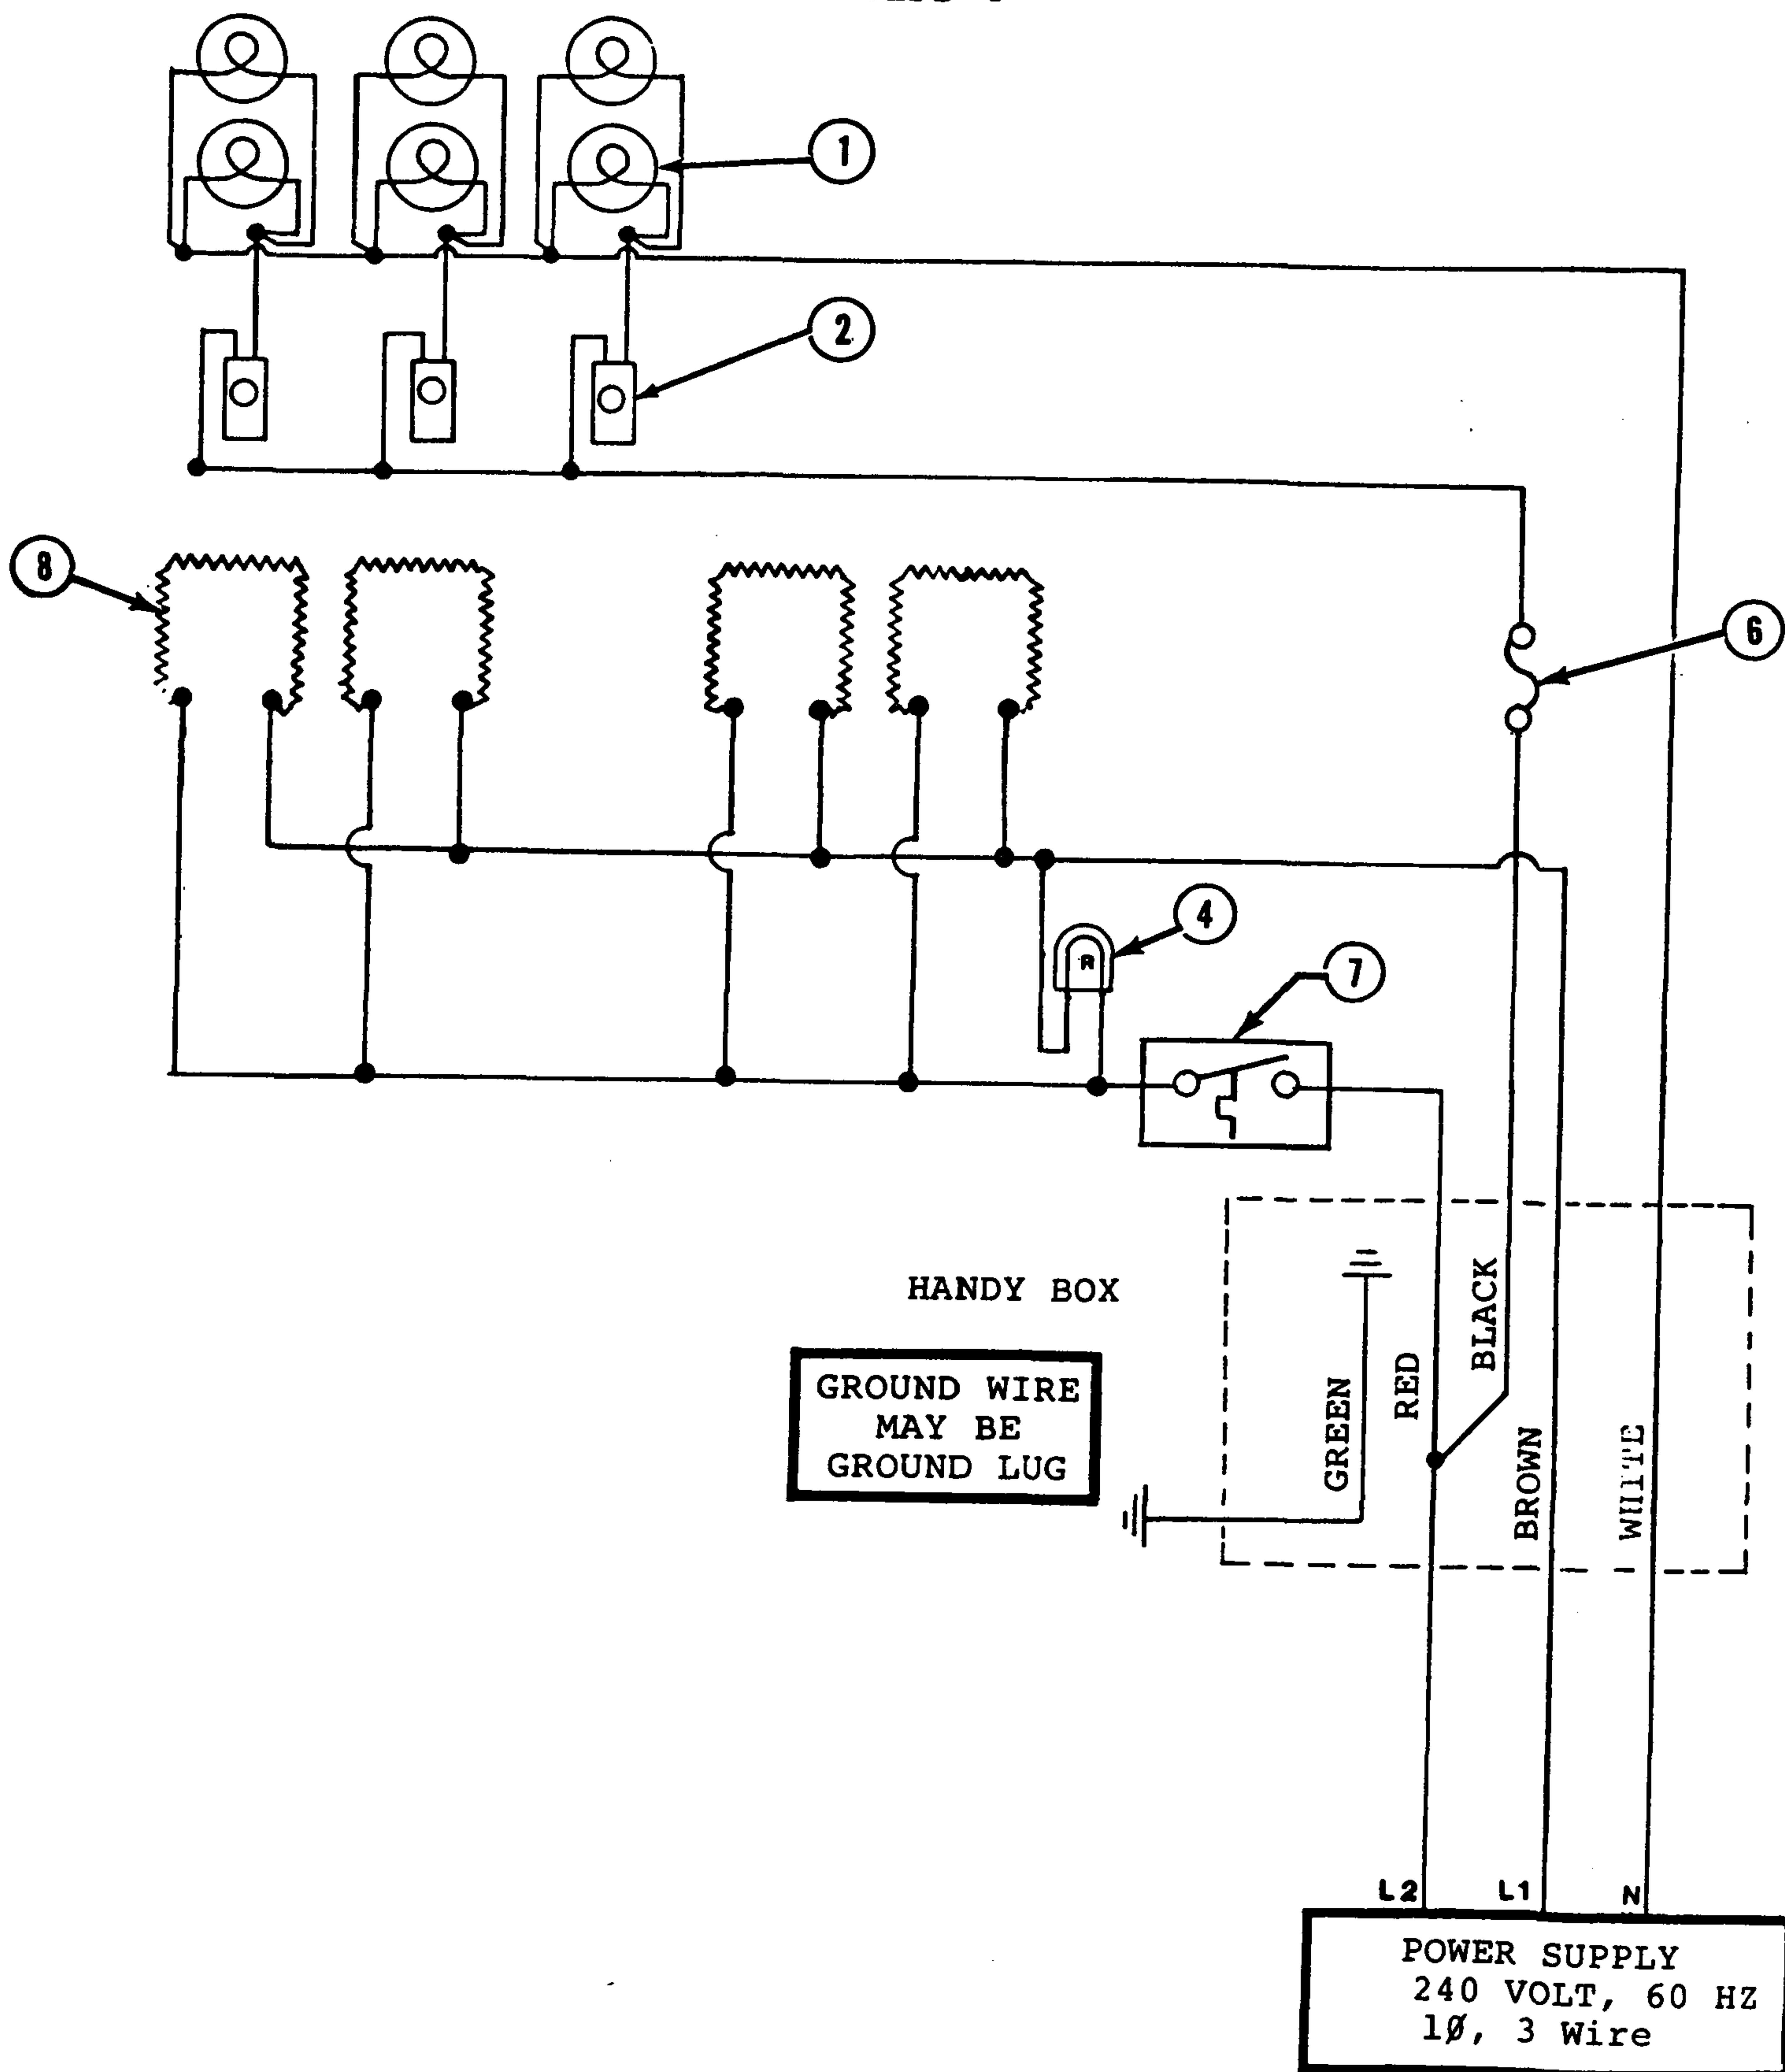 1
2
8
6
4
R
7
HANDY BOX
GROUND WIRE
MAY BE
GROUND LUG
GREEN
RED
BLACK
BROWN
L2
L1
N
POWER SUPPLY
240 VOLT, 60 HZ
1Ø, 3 Wire